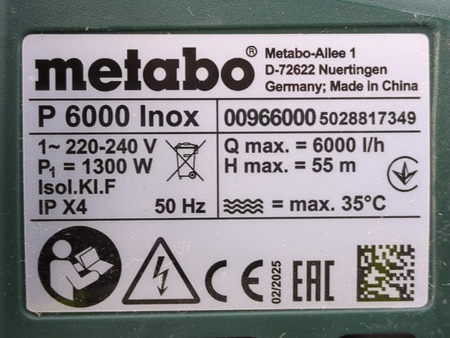 metabo®
Metabo-Allee 1
D-72622 Nuertingen
Germany; Made in China
P 6000 Inox
00966000 5028817349
1~ 220-240 V
P₁ = 1300 W
Isol.Kl.F
IP X4 50 Hz
Q max. = 6000 l/h
H max. = 55 m
= max. 35°C
CE
02/2025
EAC